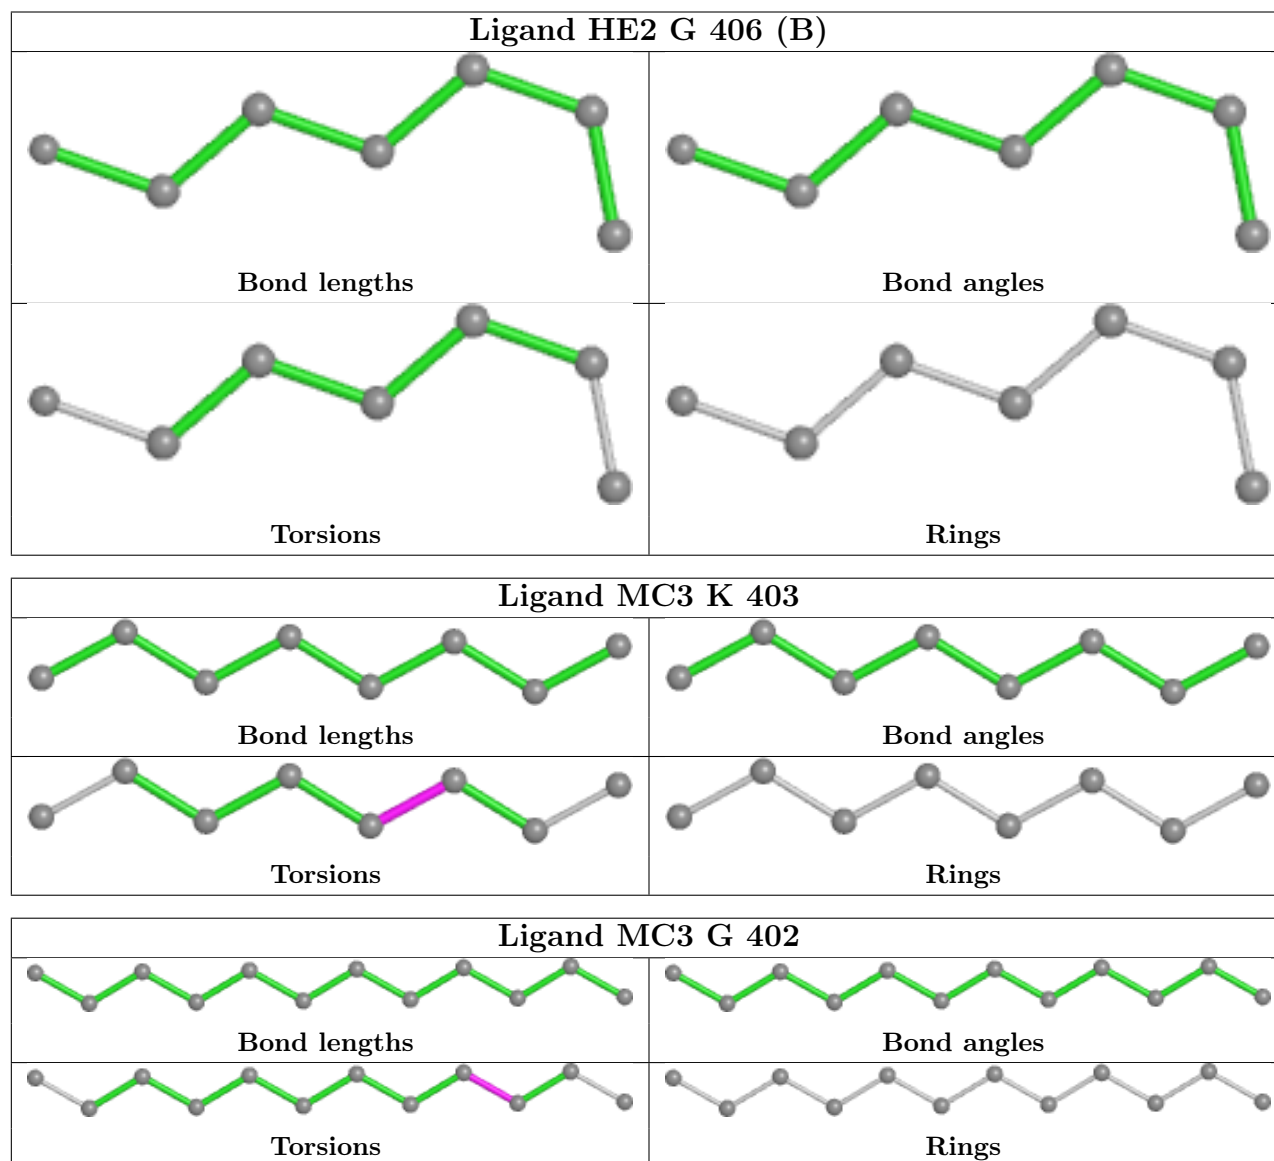 Ligand HE2 G 406 (B)
Bond lengths
Bond angles
Torsions
Rings
Ligand MC3 K 403
Bond lengths
Bond angles
Torsions
Rings
Ligand MC3 G 402
Bond lengths
Bond angles
Torsions
Rings